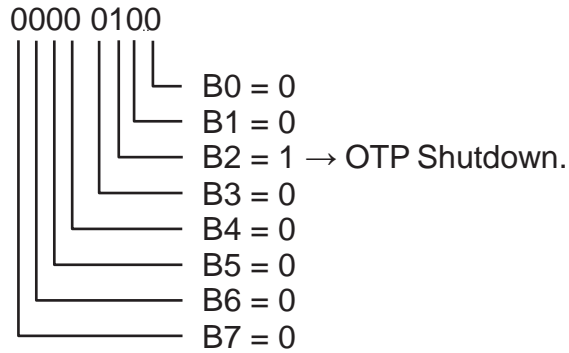 0000 0100
B0 = 0
B1 = 0
B2 = 1 → OTP Shutdown.
B3 = 0
B4 = 0
B5 = 0
B6 = 0
B7 = 0